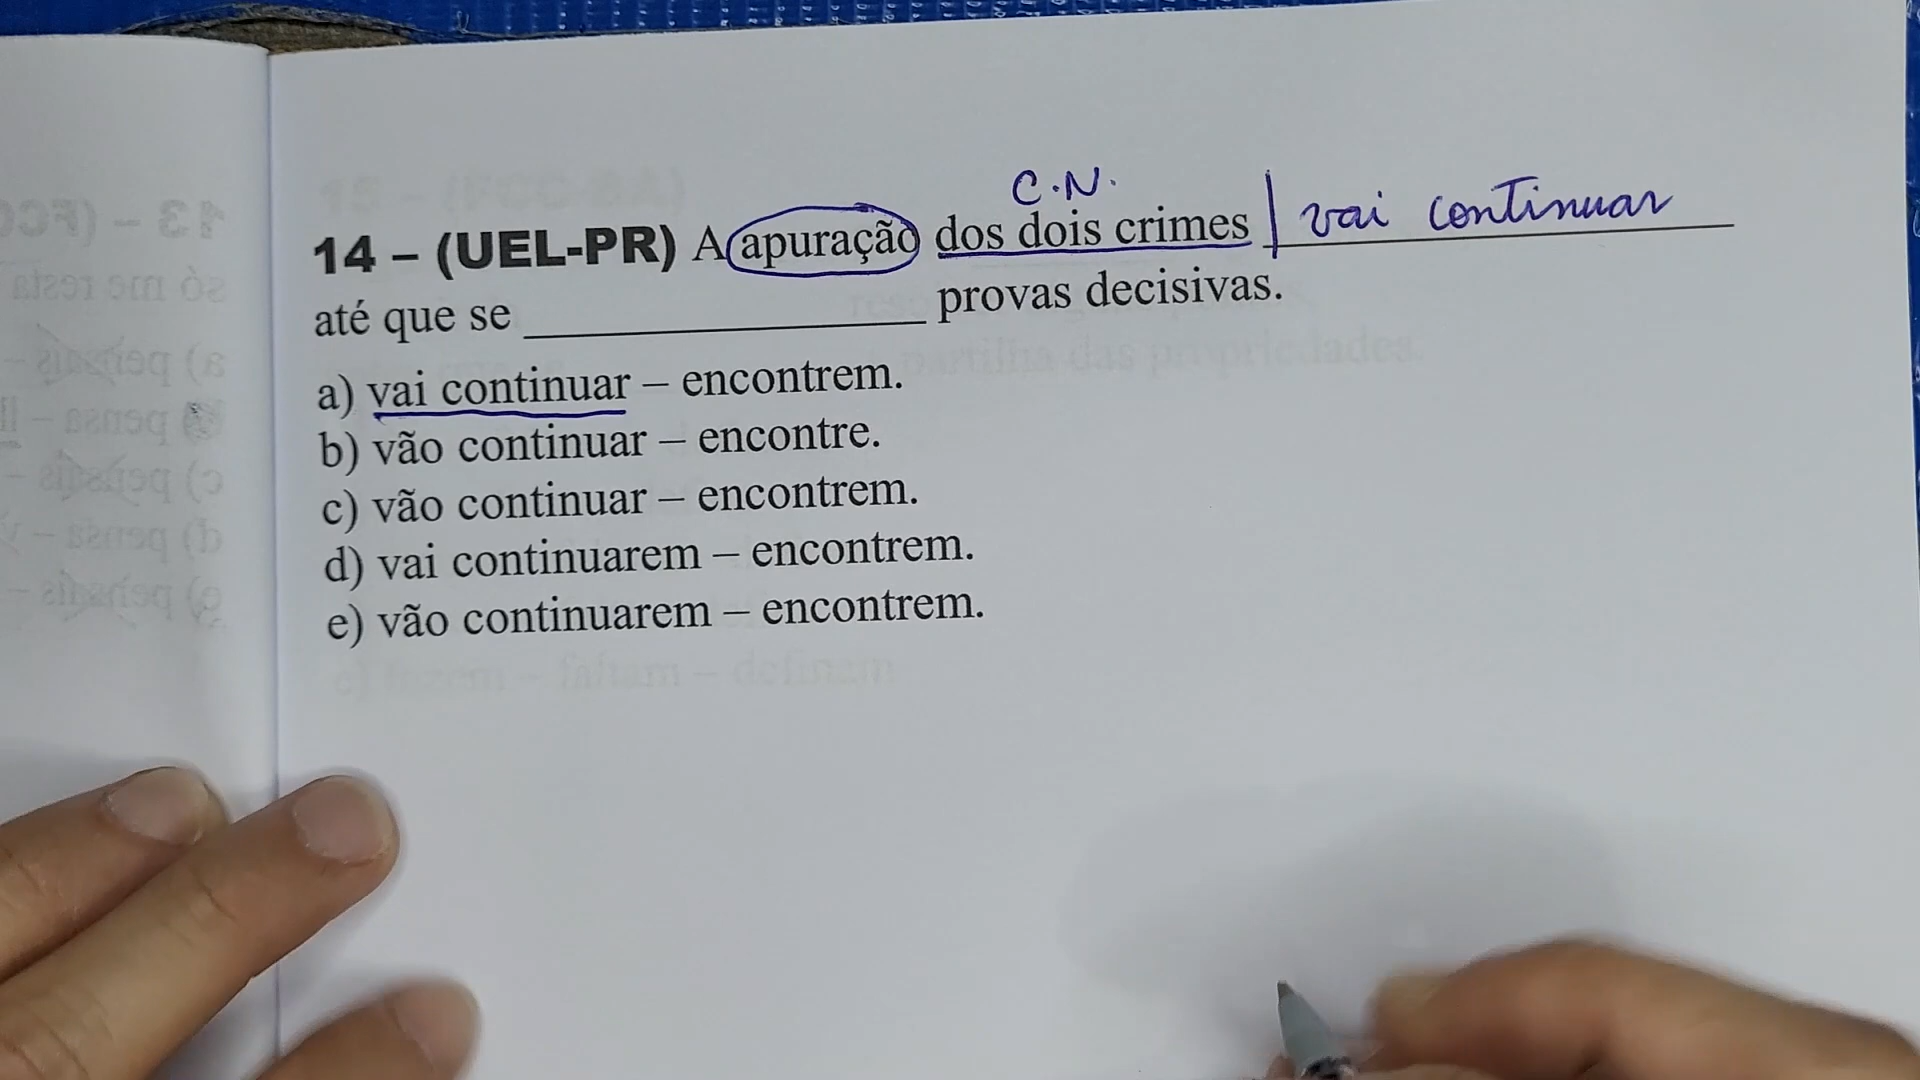 C.N.
14 – (UEL-PR) A apuração dos dois crimes | vai continuar
até que se ____________ provas decisivas.
a) vai continuar – encontrem.
b) vão continuar – encontre.
c) vão continuar – encontrem.
d) vai continuarem – encontrem.
e) vão continuarem – encontrem.